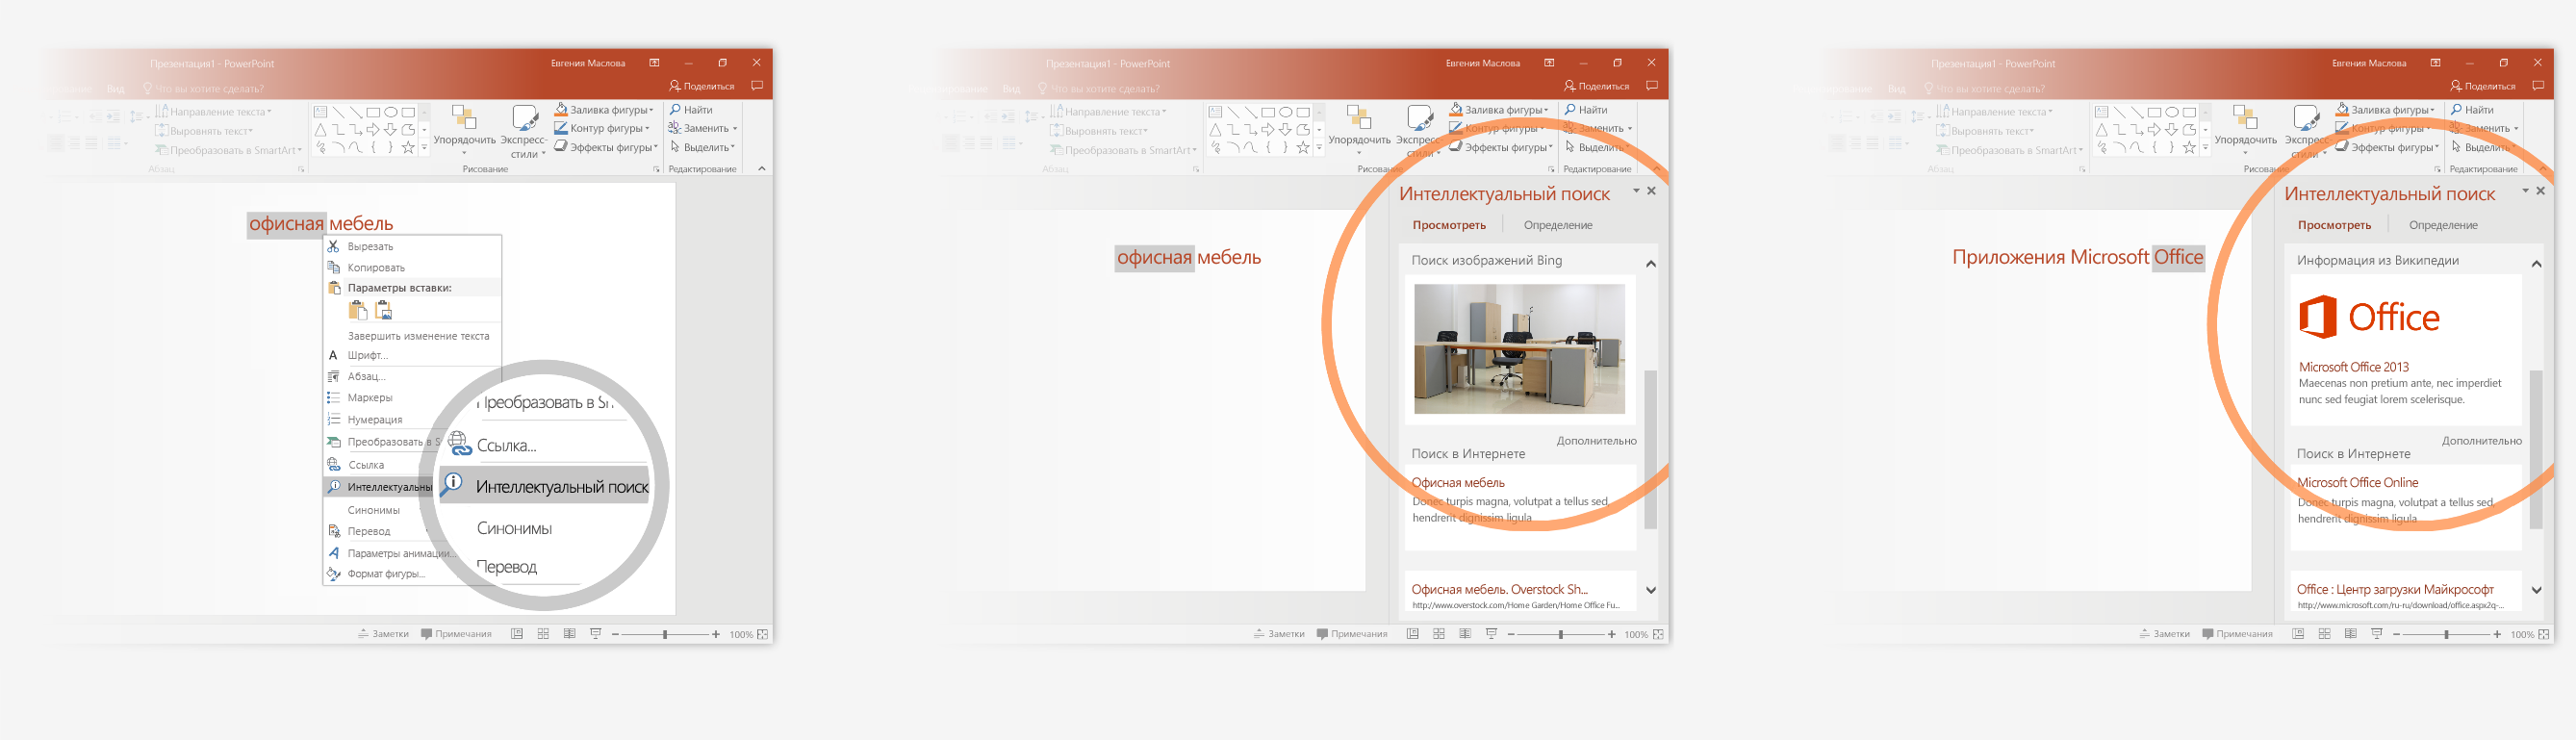 Презентация1 - PowerPoint
Евгения Маслова
Вид
Что вы хотите сделать?
Поделиться
Направление текста
Выровнять текст
Преобразовать в SmartArt
Абзац
Упорядочить
Экспресс-
стили
Заливка фигуры
Контур фигуры
Эффекты фигуры
Рисование
Найти
Заменить
Выделить
Редактирование
офисная мебель
Вырезать
Копировать
Параметры вставки:
Завершить изменение текста
Шрифт...
Абзац...
Маркеры
Нумерация
Преобразовать в S
Ссылка
Интеллектуальны
Синонимы
Перевод
Параметры анимации...
Формат фигуры...
Преобразовать в Sr
Ссылка...
Интеллектуальный поиск
Синонимы
Перевод
Заметки
Примечания
100%
Презентация1 - PowerPoint
Евгения Маслова
Вид
Что вы хотите сделать?
Поделиться
Направление текста
Выровнять текст
Преобразовать в SmartArt
Абзац
Упорядочить
Экспресс-
стили
Заливка фигуры
Контур фигуры
Эффекты фигуры
Рисование
Найти
Заменить
Выделить
Редактирование
офисная мебель
Интеллектуальный поиск
Просмотреть
Определение
Поиск изображений Bing
Дополнительно
Поиск в Интернете
Офисная мебель
Donec turpis magna, volutpat a tellus sed,
hendrerit dignissim ligula
Офисная мебель. Overstock Sh...
http://www.overstock.com/Home Garden/Home Office Fu...
Заметки
Примечания
100%
Презентация1 - PowerPoint
Евгения Маслова
Вид
Что вы хотите сделать?
Поделиться
Направление текста
Выровнять текст
Преобразовать в SmartArt
Абзац
Упорядочить
Экспресс-
стили
Заливка фигуры
Контур фигуры
Эффекты фигуры
Рисование
Найти
Заменить
Выделить
Редактирование
Приложения Microsoft Office
Интеллектуальный поиск
Просмотреть
Определение
Информация из Википедии
Office
Microsoft Office 2013
Maecenas non pretium ante, nec imperdiet
nunc sed feugiat lorem scelerisque.
Дополнительно
Поиск в Интернете
Microsoft Office Online
Donec turpis magna, volutpat a tellus sed,
hendrerit dignissim ligula
Office : Центр загрузки Майкрософт
http://www.microsoft.com/ru-ru/download/office.aspx2q-...
Заметки
Примечания
100%